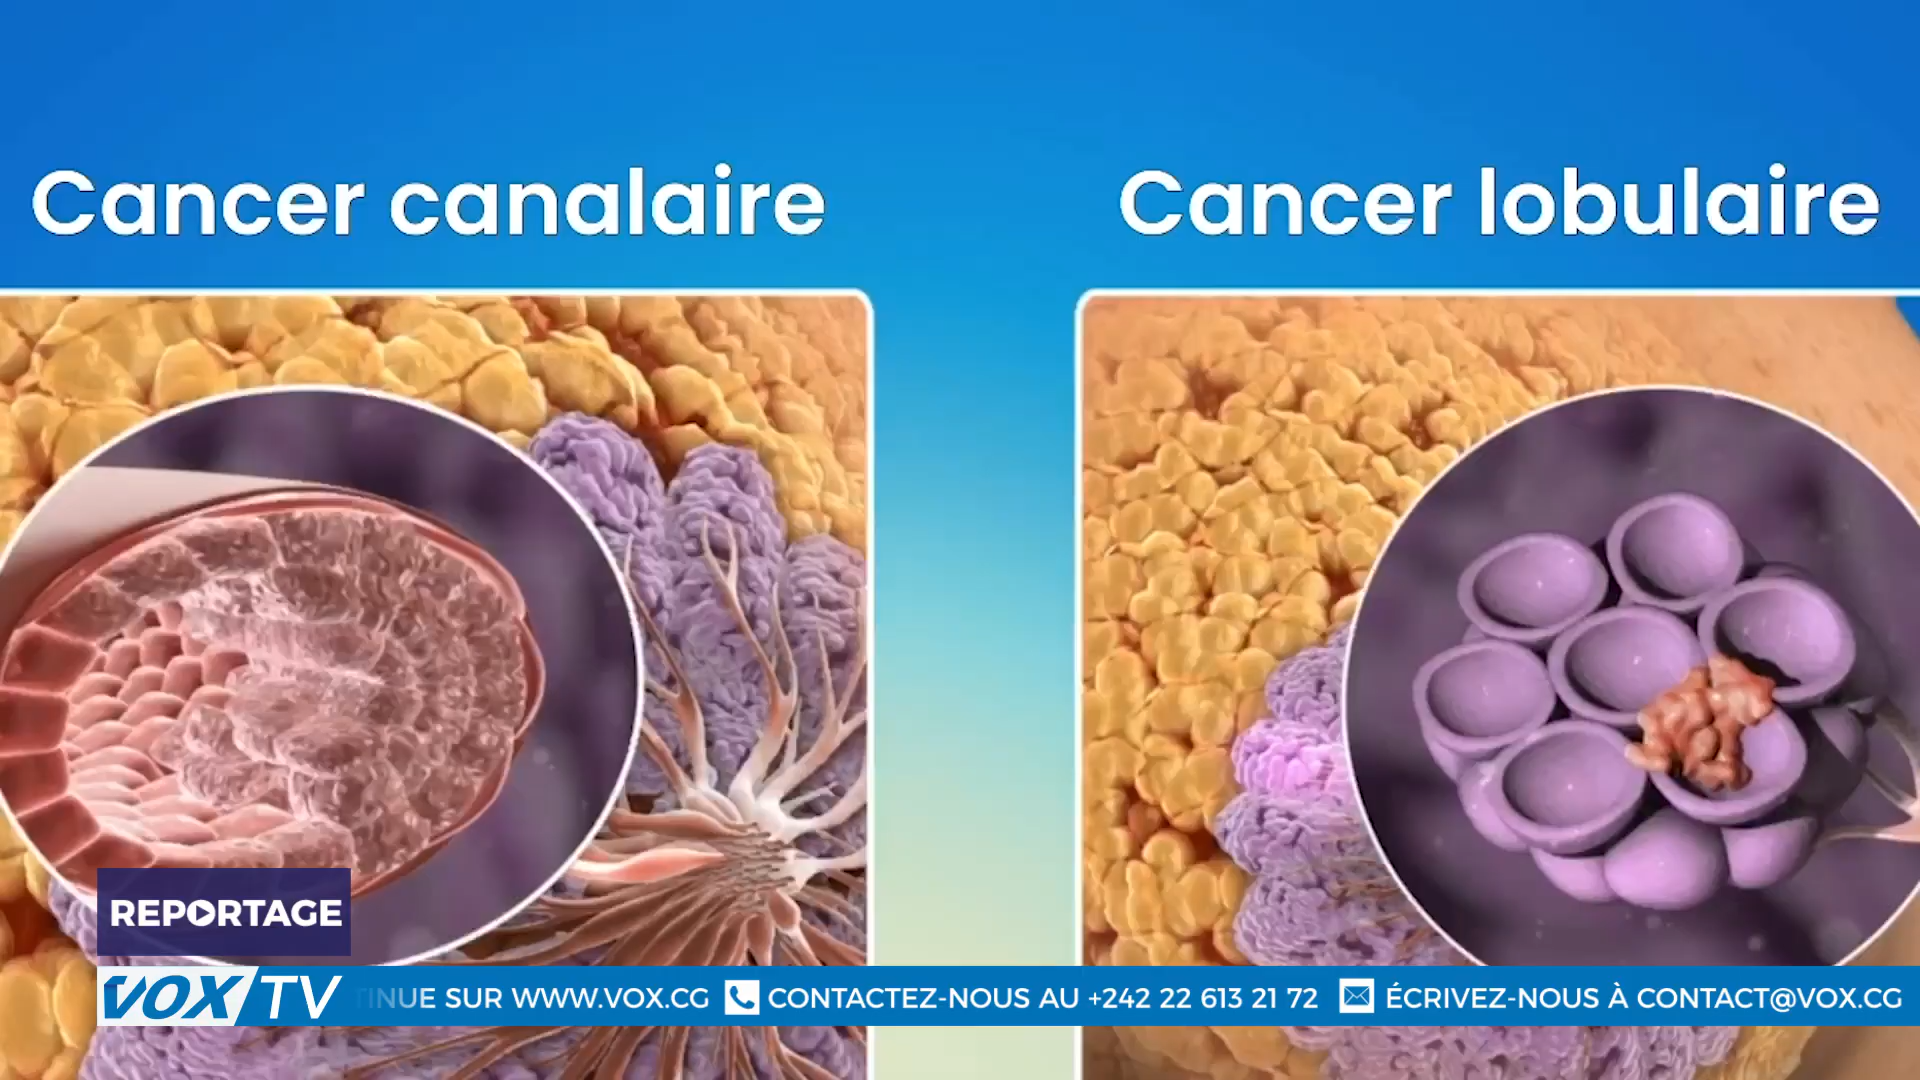 Cancer canalaire
Cancer lobulaire
REPORTAGE
VOX TV
SUR WWW.VOX.CG CONTACTEZ-NOUS AU +242 22 613 21 72 ÉCRIVEZ-NOUS À CONTACT@VOX.CG